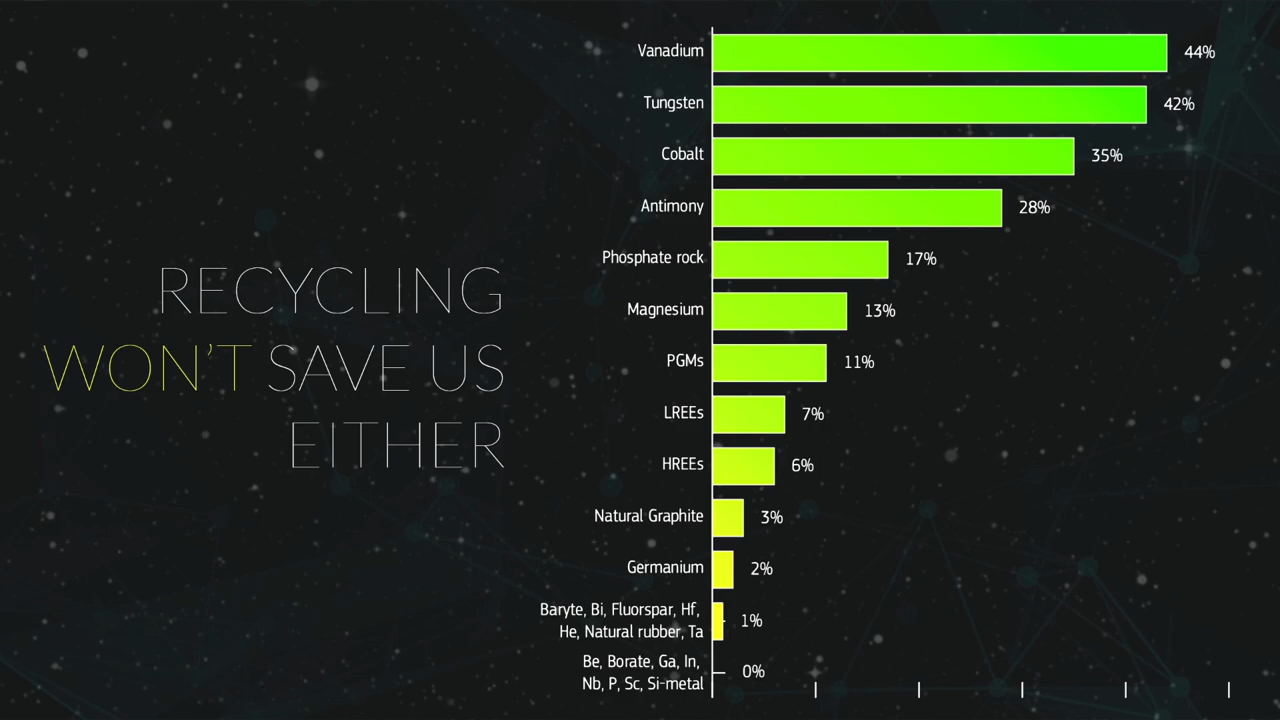 RECYCLING
WON'T SAVE US
EITHER
Vanadium 44%
Tungsten 42%
Cobalt 35%
Antimony 28%
Phosphate rock 17%
Magnesium 13%
PGMs 11%
LREEs 7%
HREEs 6%
Natural Graphite 3%
Germanium 2%
Baryte, Bi, Fluorspar, Hf,
He, Natural rubber, Ta 1%
Be, Borate, Ga, In,
Nb, P, Sc, Si-metal 0%